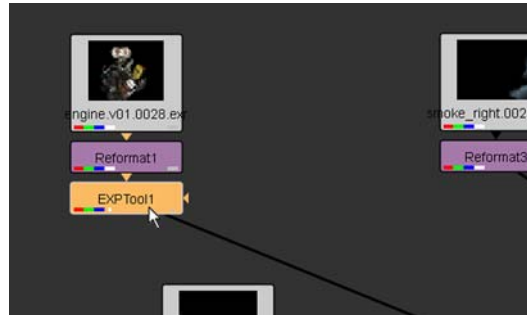 engine.v01.0028.exr
smoke_right.002
Reformat1
Reformat3
EXPTool1